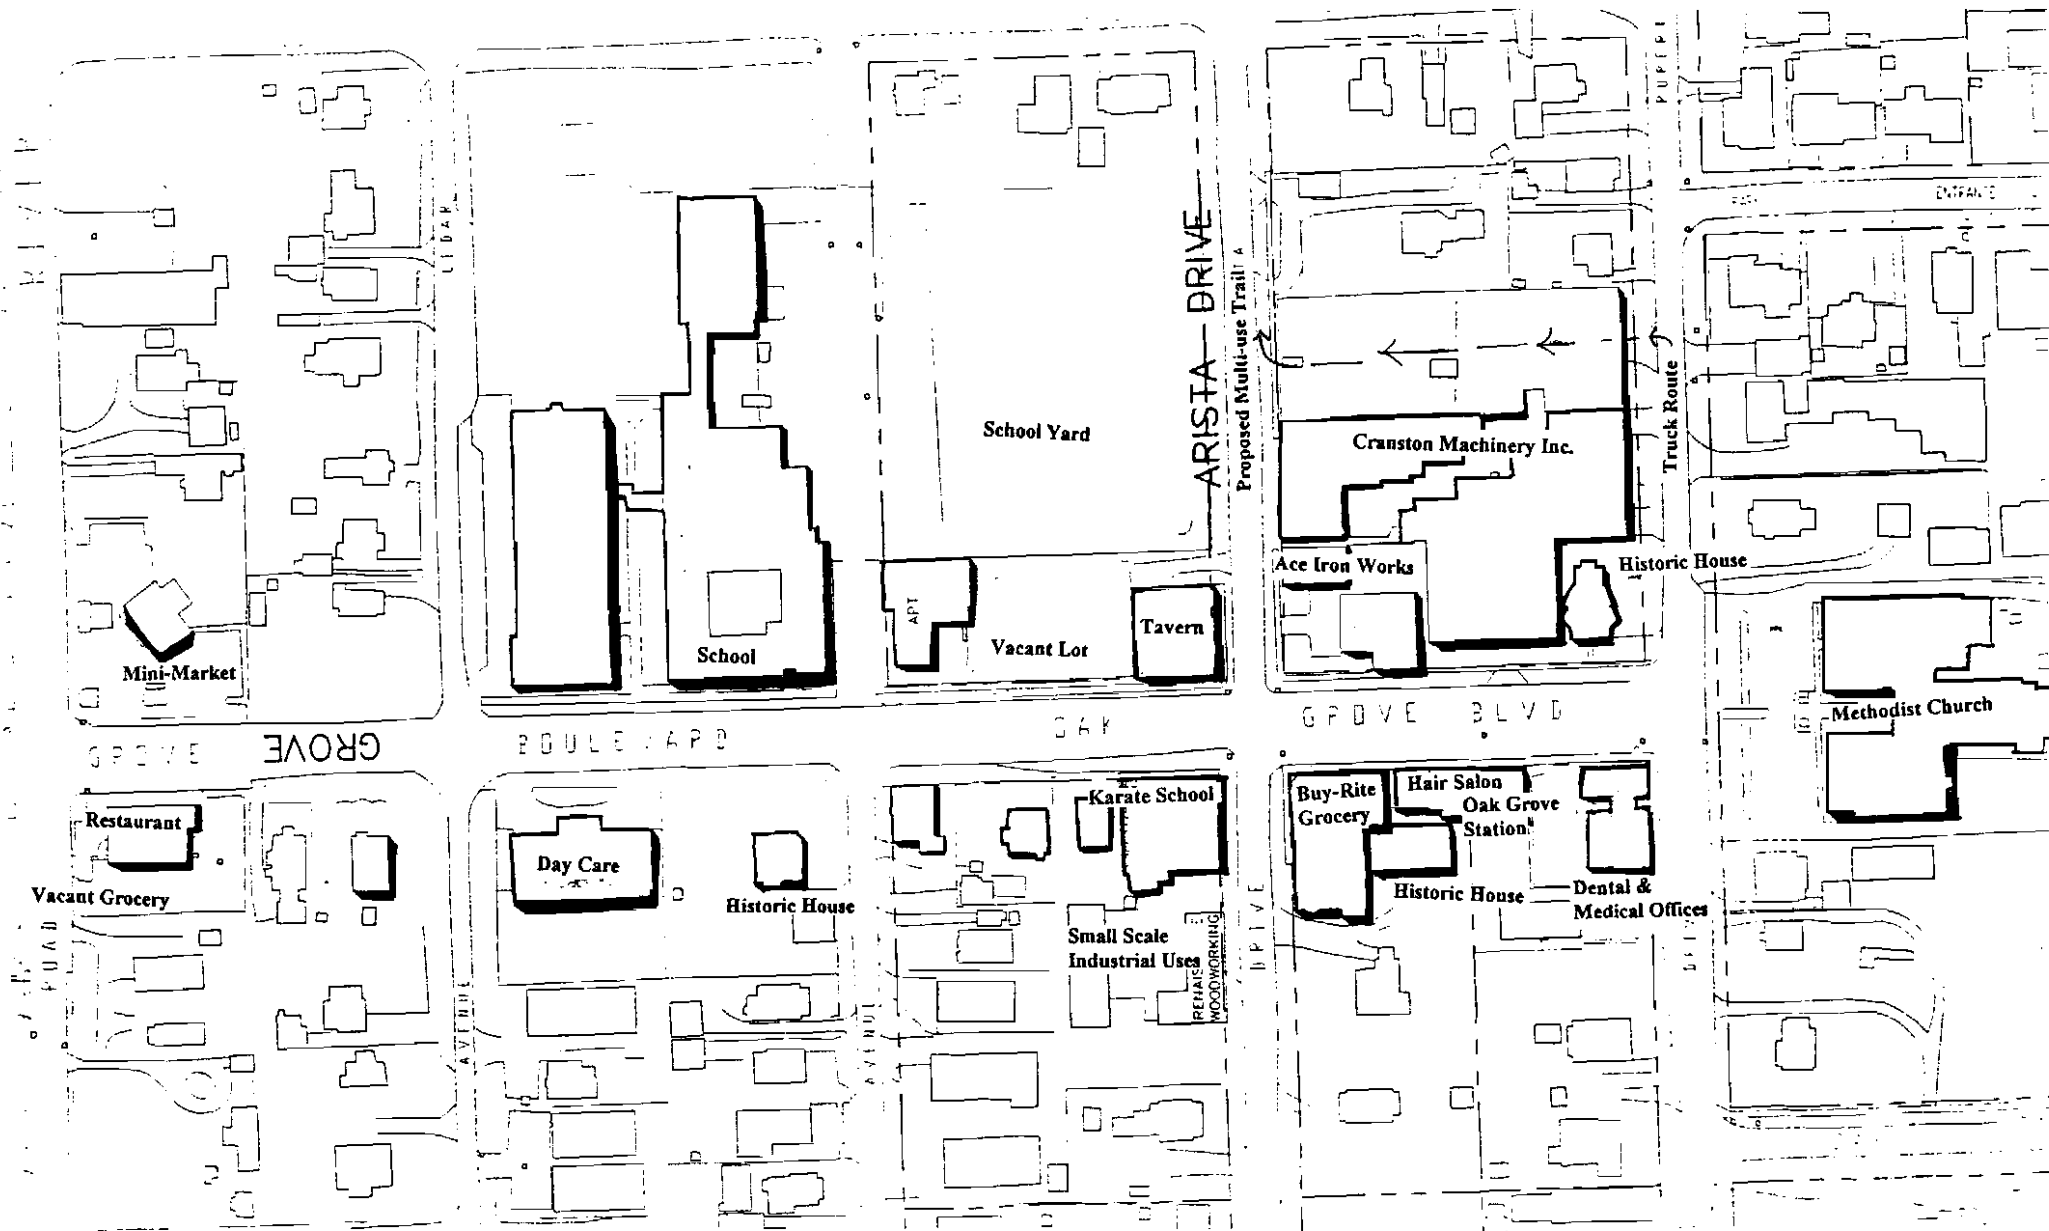 CEDAR
ENTRANCE
ARISTA DRIVE
Proposed Multi-use Trail
Truck Route
School Yard
Cranston Machinery Inc.
Ace Iron Works
Historic House
APT
Vacant Lot
Tavern
School
Mini-Market
Methodist Church
GROVE
GROVE
BOULEVARD
OAK
GROVE BLVD
Restaurant
Vacant Grocery
Day Care
Historic House
Karate School
Buy-Rite
Grocery
Hair Salon
Oak Grove
Station
Historic House
Dental &
Medical Offices
Small Scale
Industrial Uses
WOODWORKING
DRIVE
ROAD
AVENUE
AVENUE